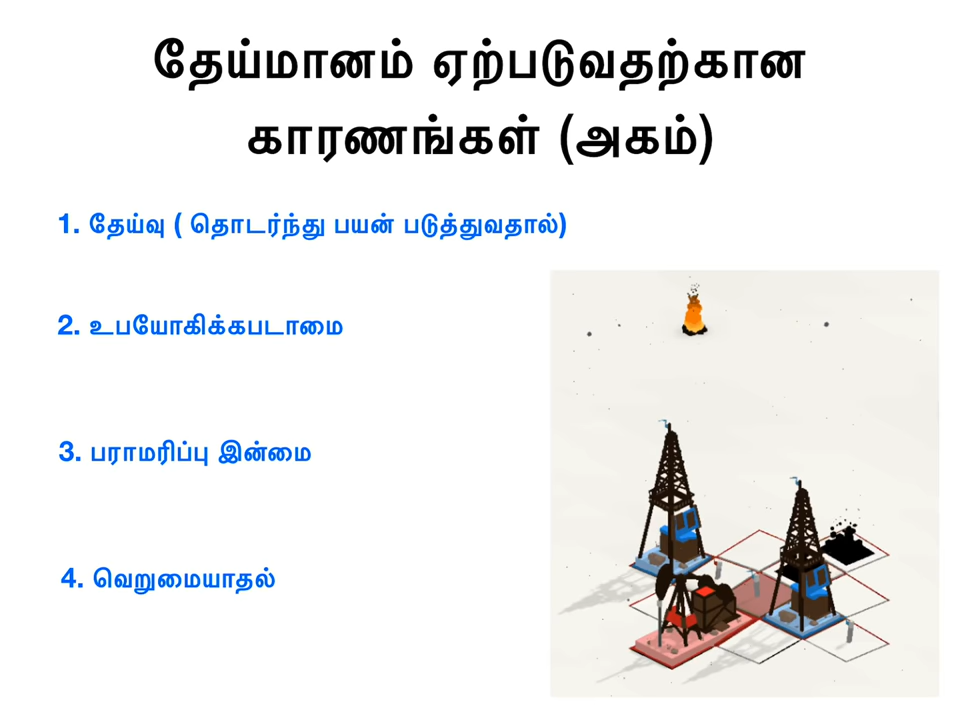 தேய்மானம் ஏற்படுவதற்கான
காரணங்கள் (அகம்)
1. தேய்வு ( தொடர்ந்து பயன் படுத்துவதால்)
2. உபயோகிக்கபடாமை
3. பராமரிப்பு இன்மை
4. வெறுமையாதல்